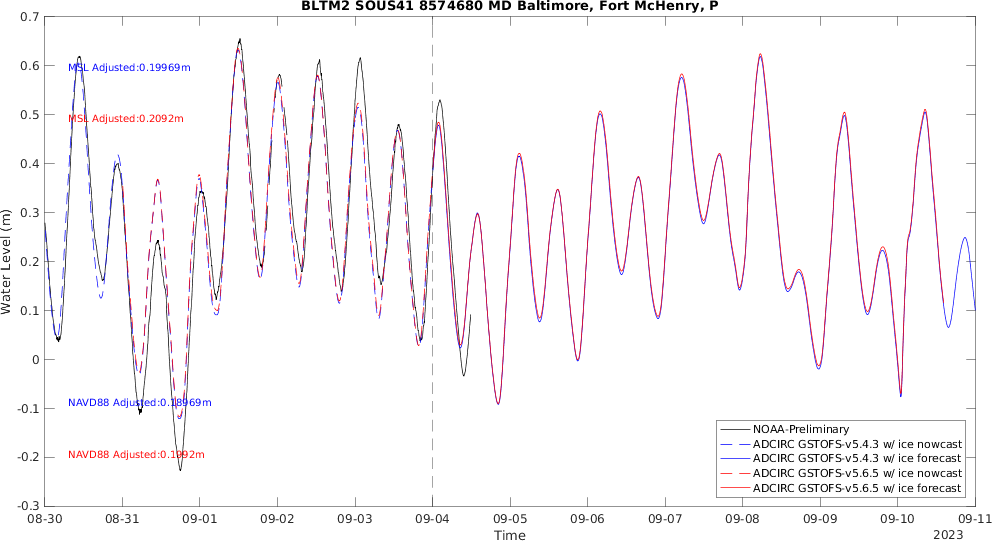 BLTM2 SOUS41 8574680 MD Baltimore, Fort McHenry, P
0.7
0.6
0.5
0.4
0.3
0.2
0.1
0
-0.1
-0.2
-0.3
Water Level (m)
MSL Adjusted:0.19969m
MSL Adjusted:0.2092m
NAVD88 Adjusted:0.18969m
NAVD88 Adjusted:0.1992m
NOAA-Preliminary
ADCIRC GSTOFS-v5.4.3 w/ ice nowcast
ADCIRC GSTOFS-v5.4.3 w/ ice forecast
ADCIRC GSTOFS-v5.6.5 w/ ice nowcast
ADCIRC GSTOFS-v5.6.5 w/ ice forecast
08-30 08-31 09-01 09-02 09-03 09-04 09-05 09-06 09-07 09-08 09-09 09-10 09-11
Time
2023